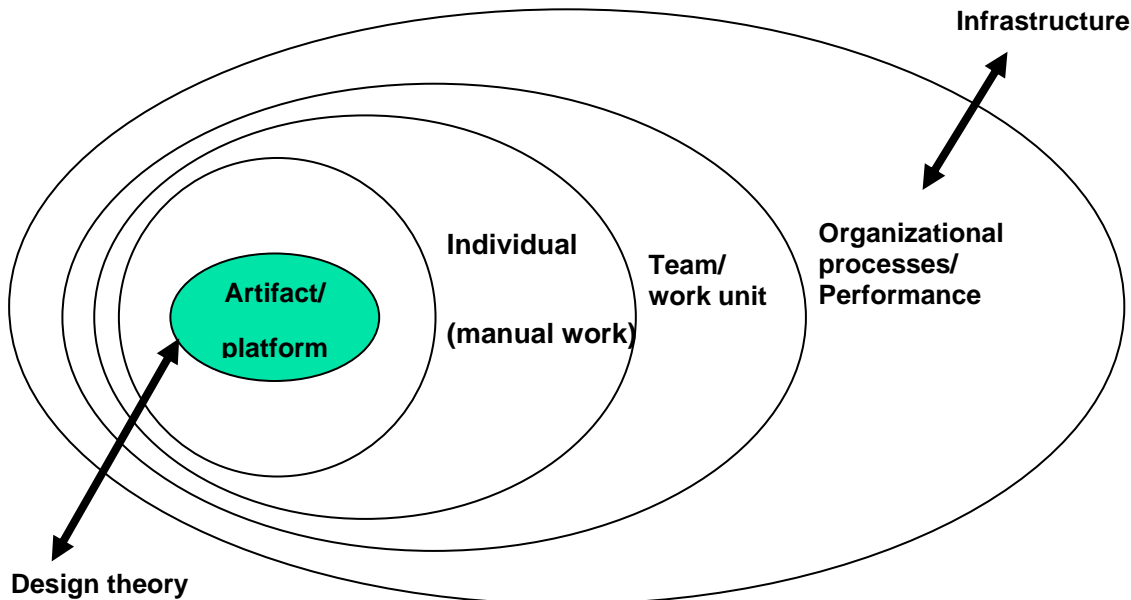 Infrastructure
Organizational
processes/
Performance
Individual
(manual work)
Team/
work unit
Artifact/
platform
Design theory